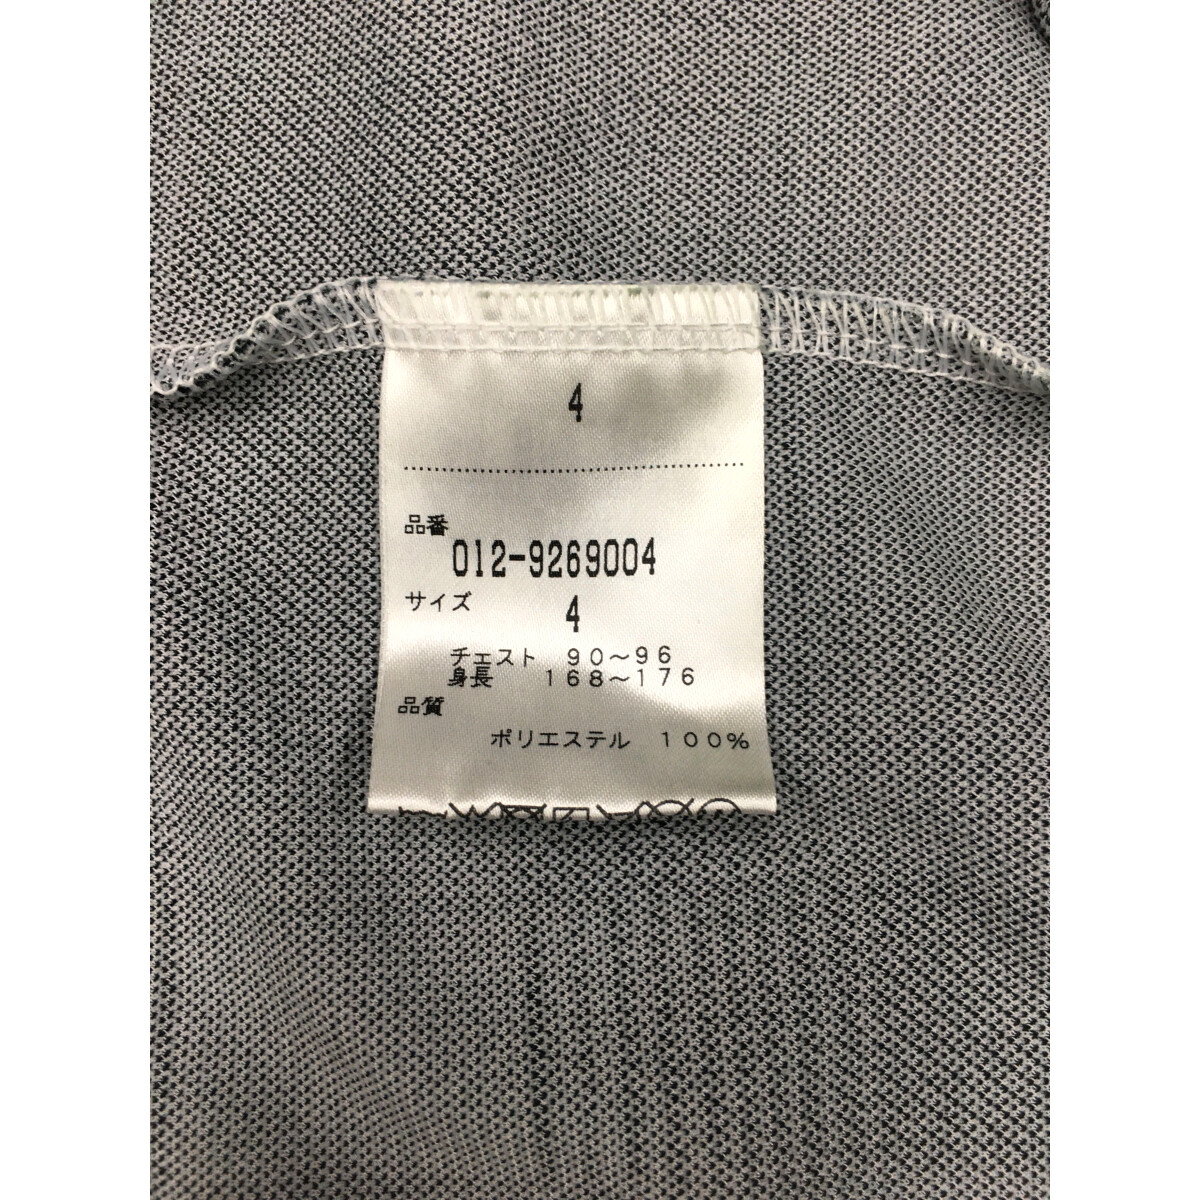 4
品番
012-9269004
サイズ
4
チェスト 90～96
身長 168～176
品質
ポリエステル 100%